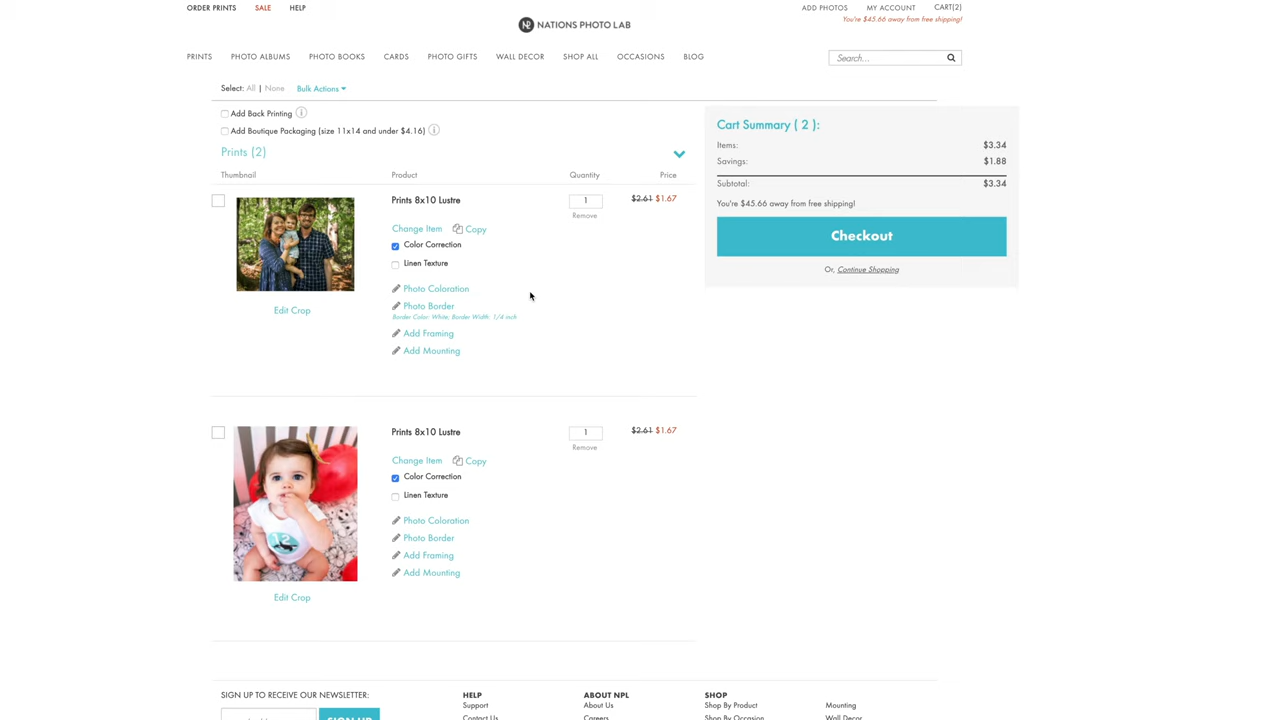 ORDER PRINTS SALE HELP ADD PHOTOS MY ACCOUNT CART(2)
You're $45.66 away from free shipping!
NATIONS PHOTO LAB
PRINTS PHOTO ALBUMS PHOTO BOOKS CARDS PHOTO GIFTS WALL DECOR SHOP ALL OCCASIONS BLOG Search...
Select: All | None Bulk Actions
Add Back Printing i
Add Boutique Packaging (size 11x14 and under $4.16) i
Prints (2)
Thumbnail Product Quantity Price
Prints 8x10 Lustre 1 $2.61 $1.67
Remove
Change Item Copy
Color Correction
Linen Texture
Photo Coloration
Photo Border
Border Color: White, Border Width: 1/4 inch
Add Framing
Add Mounting
Edit Crop
Prints 8x10 Lustre 1 $2.61 $1.67
Remove
Change Item Copy
Color Correction
Linen Texture
Photo Coloration
Photo Border
Add Framing
Add Mounting
Edit Crop
Cart Summary ( 2 ):
Items: $3.34
Savings: $1.88
Subtotal: $3.34
You're $45.66 away from free shipping!
Checkout
Or, Continue Shopping
SIGN UP TO RECEIVE OUR NEWSLETTER:
SIGN UP
HELP
Support
Contact Us
ABOUT NPL
About Us
Careers
SHOP
Shop By Product
Shop By Occasion
Mounting
Wall Decor